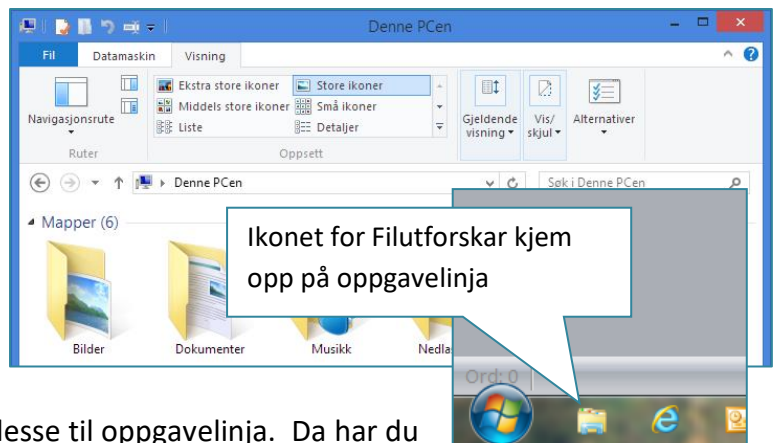 Denne PCen
Fil Datamaskin Visning
Navigasjonsrute
Ekstra store ikoner Store ikoner
Middels store ikoner Små ikoner
Liste Detaljer
Gjeldende visning
Vis/ skjul
Alternativer
Ruter Oppsett
Denne PCen
Søk i Denne PCen
Mapper (6)
Ikonet for Filutforskar kjem
opp på oppgavelinja
Bilder Dokumenter Musikk
Ord: 0
til oppgavelinja. Da har du